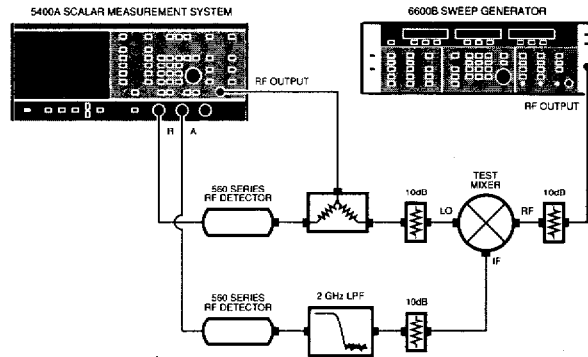 5400A SCALAR MEASUREMENT SYSTEM
6600B SWEEP GENERATOR
RF OUTPUT
RF OUTPUT
R A
560 SERIES
RF DETECTOR
10dB
LO
TEST
MIXER
RF
10dB
IF
560 SERIES
RF DETECTOR
2 GHz LPF
10dB